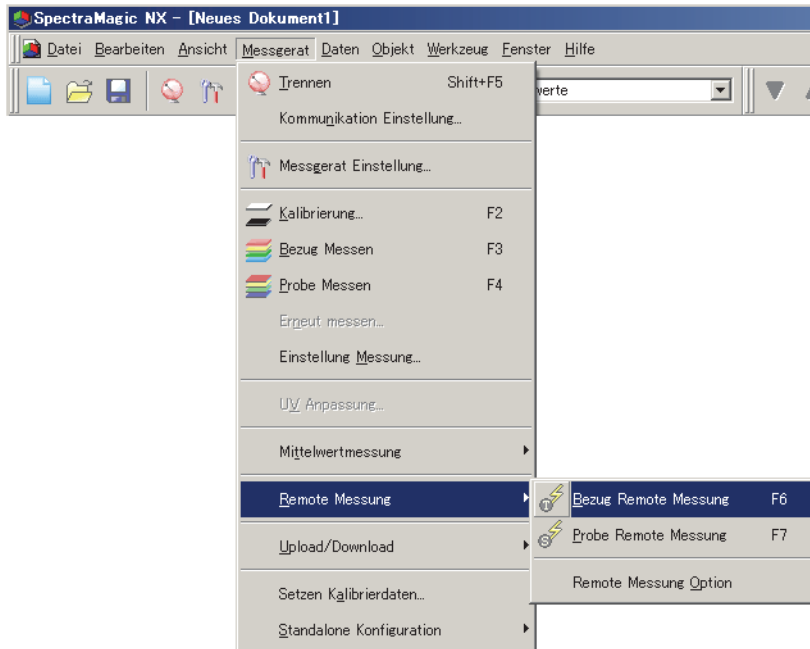 SpectraMagic NX - [Neues Dokument1]
Datei Bearbeiten Ansicht Messgerat Daten Objekt Werkzeug Fenster Hilfe
Trennen Shift+F5
werte
Kommunikation Einstellung...
Messgerat Einstellung...
Kalibrierung... F2
Bezug Messen F3
Probe Messen F4
Erneut messen...
Einstellung Messung...
UV Anpassung...
Mittelwertmessung
Remote Messung
Bezug Remote Messung F6
Probe Remote Messung F7
Upload/Download
Remote Messung Option
Setzen Kalibrierdaten...
Standalone Konfiguration